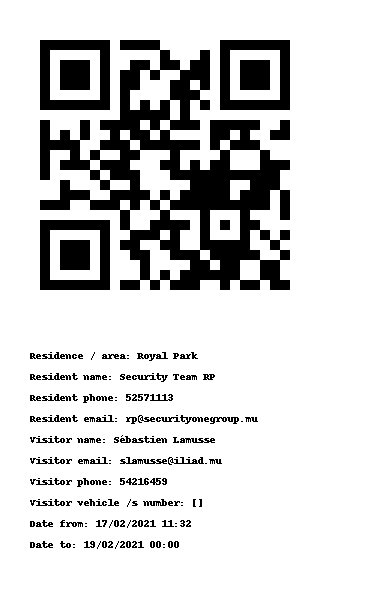 Residence / area: Royal Park
Resident name: Security Team RP
Resident phone: 52571113
Resident email: rp@securityonegroup.mu
Visitor name: Sébastien Lamusse
Visitor email: slamusse@iliad.mu
Visitor phone: 54216459
Visitor vehicle /s number: []
Date from: 17/02/2021 11:32
Date to: 19/02/2021 00:00